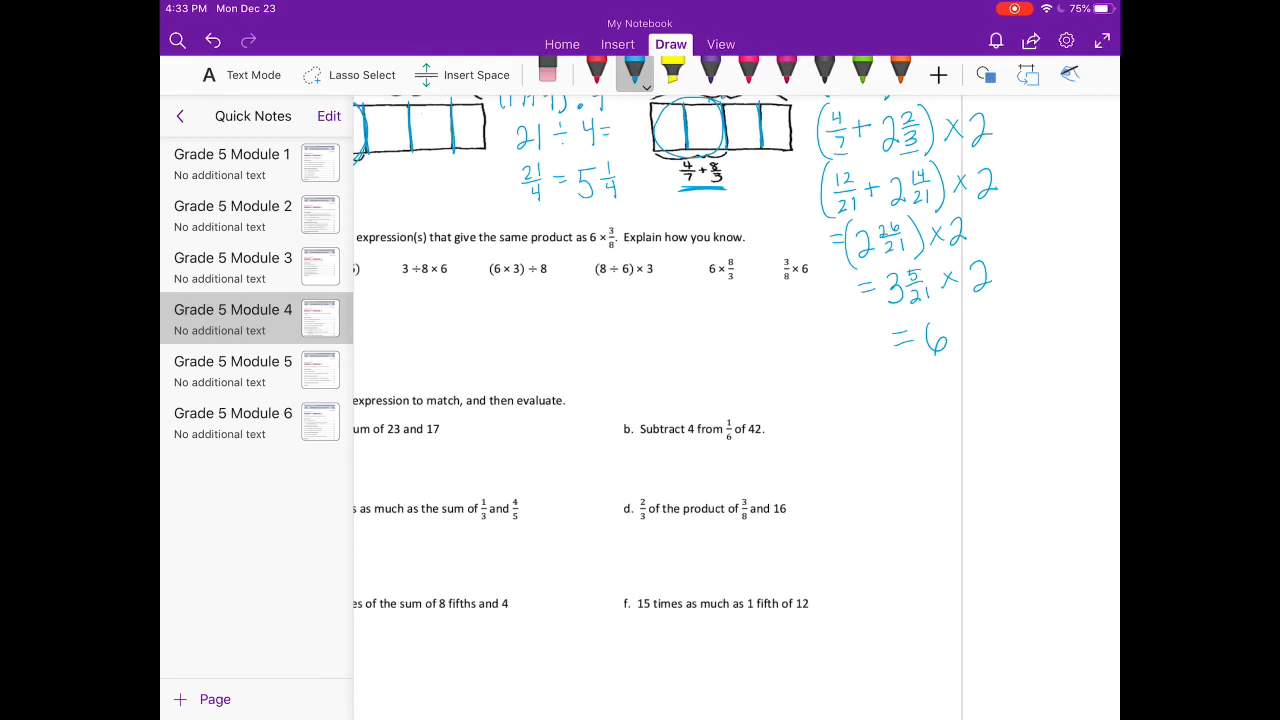 4:33 PM Mon Dec 23
75%
My Notebook
Home Insert Draw View
Text Mode Lasso Select Insert Space
Quick Notes Edit
Grade 5 Module 1
No additional text
Grade 5 Module 2
No additional text
Grade 5 Module 3
No additional text
Grade 5 Module 4
No additional text
Grade 5 Module 5
No additional text
Grade 5 Module 6
No additional text
+ Page
21 ÷ 4 =
21/4 = 5 1/4
4/7 + 8/3
(4/7 + 2 2/3) × 2
(12/21 + 2 14/21) × 2
= (2 26/21) × 2
= 3 5/21 × 2
= 6
expression(s) that give the same product as 6 × 3/8. Explain how you know.
3 ÷ 8 × 6 (6 × 3) ÷ 8 (8 ÷ 6) × 3 6 × 8/3 3/8 × 6
expression to match, and then evaluate.
um of 23 and 17
b. Subtract 4 from 1/6 of 42.
s as much as the sum of 1/3 and 4/5
d. 2/3 of the product of 3/8 and 16
es of the sum of 8 fifths and 4
f. 15 times as much as 1 fifth of 12